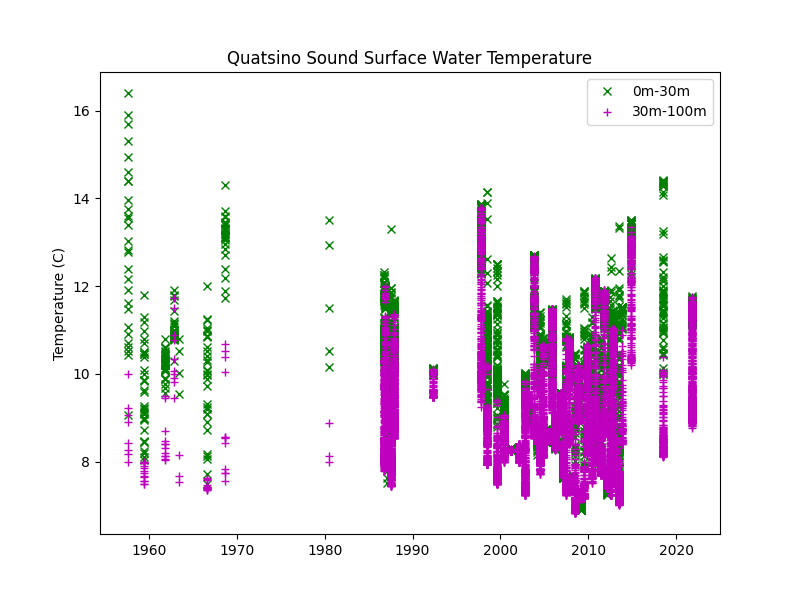 Quatsino Sound Surface Water Temperature
0m-30m
30m-100m
Temperature (C)
16
14
12
10
8
1960 1970 1980 1990 2000 2010 2020